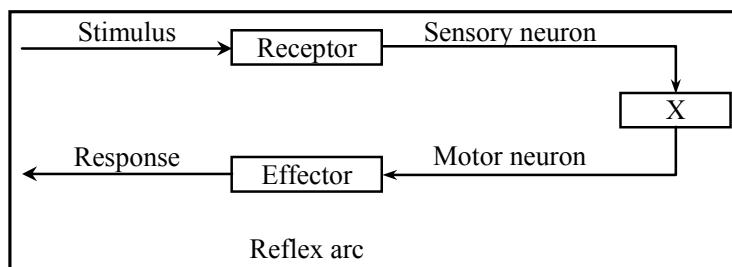 Stimulus
Receptor
Sensory neuron
X
Response
Effector
Motor neuron
Reflex arc